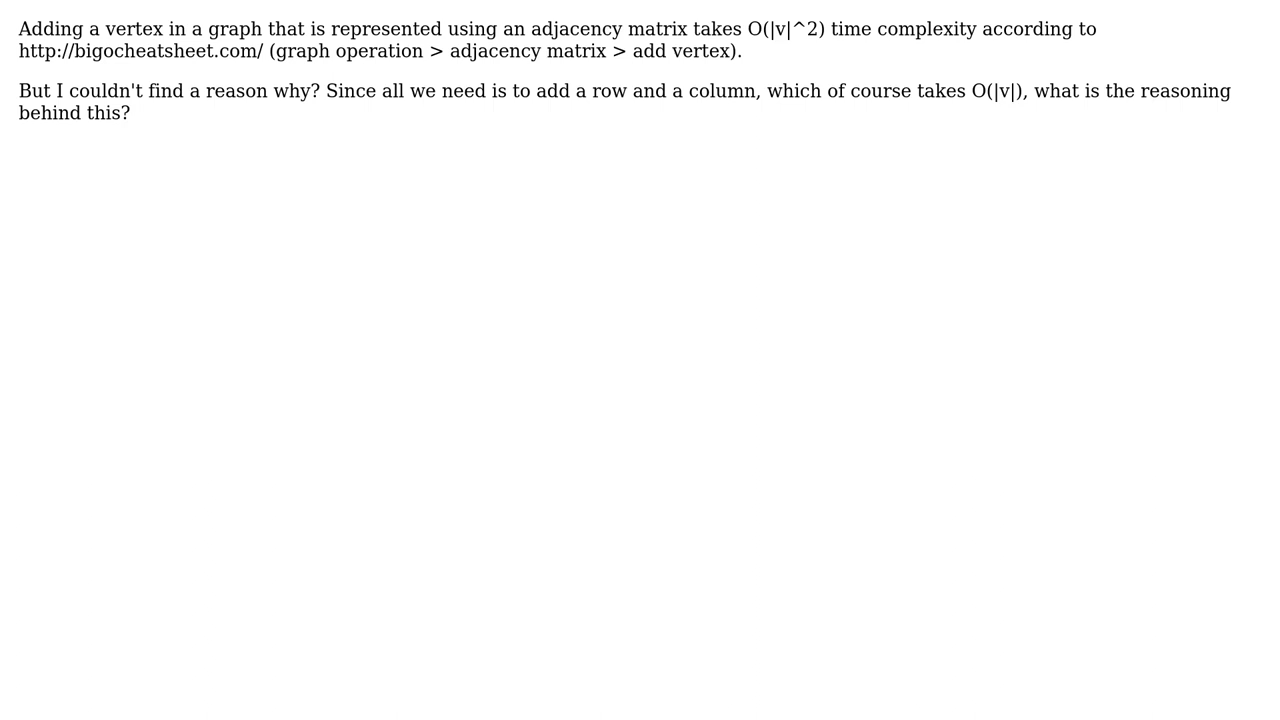 Adding a vertex in a graph that is represented using an adjacency matrix takes O(|v|^2) time complexity according to
http://bigocheatsheet.com/ (graph operation > adjacency matrix > add vertex).
But I couldn't find a reason why? Since all we need is to add a row and a column, which of course takes O(|v|), what is the reasoning
behind this?